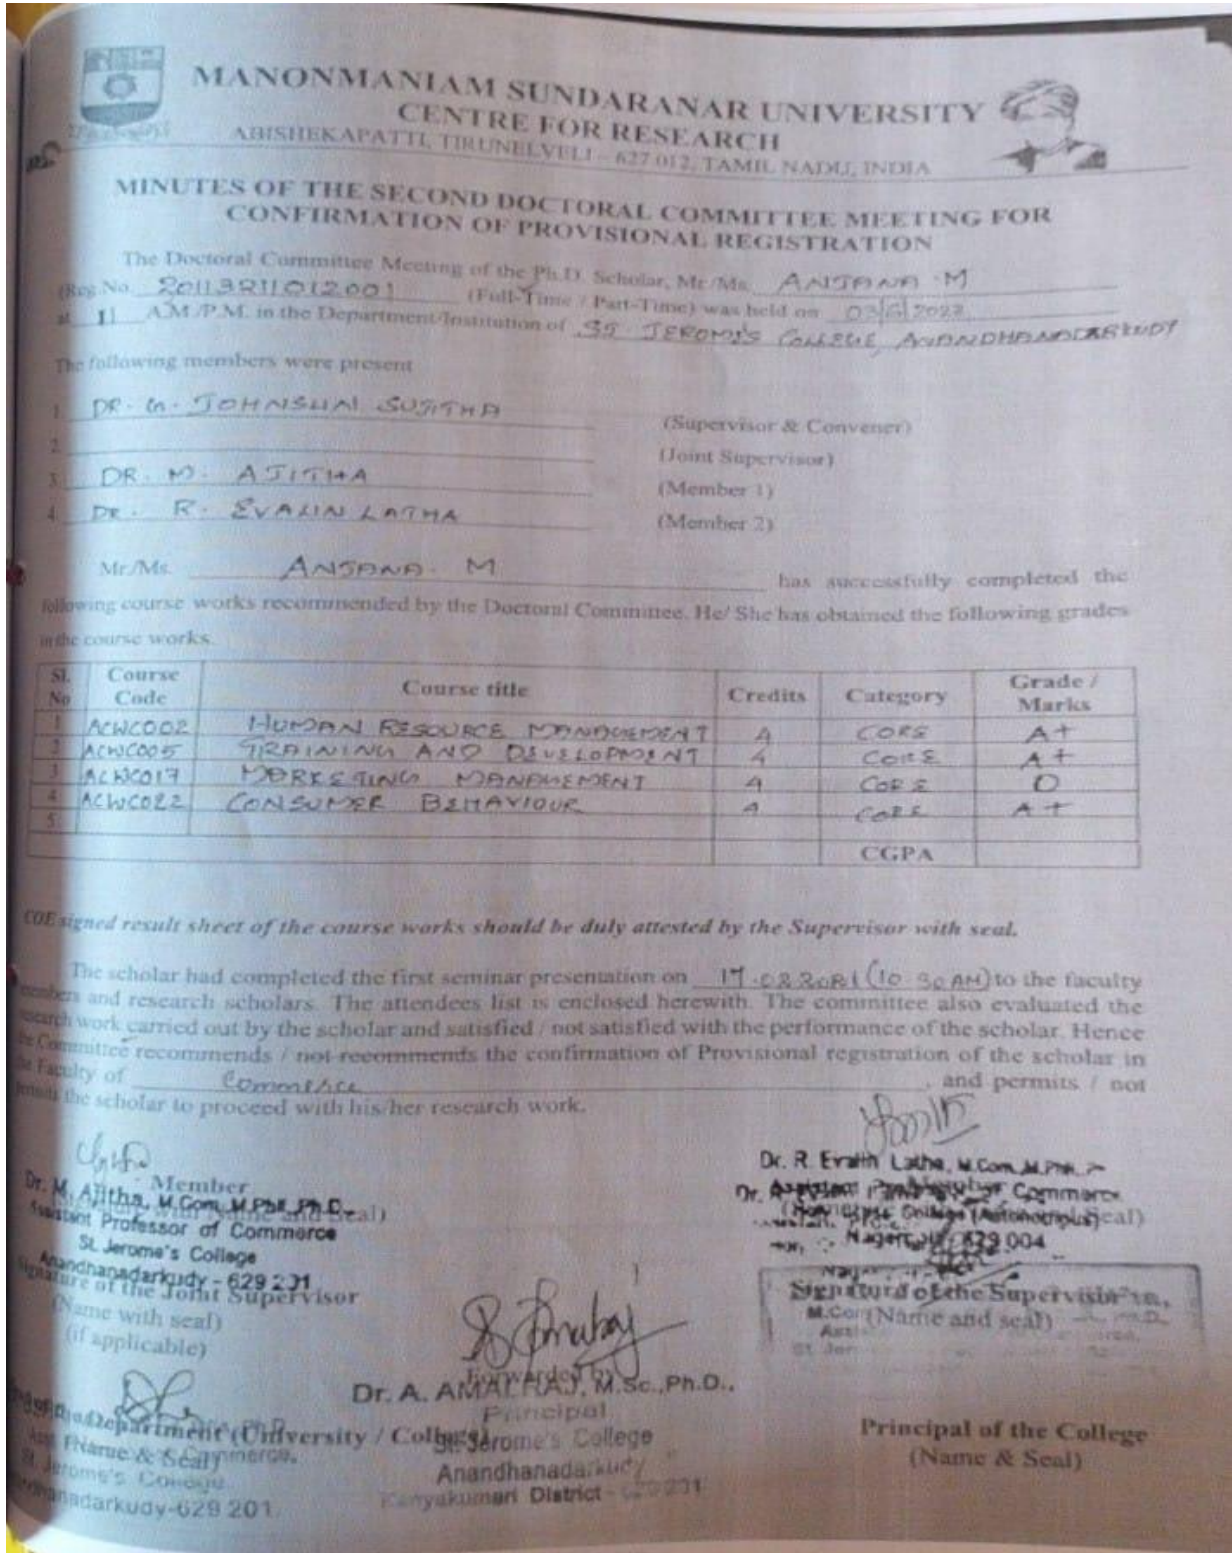 MANONMANIAM SUNDARANAR UNIVERSITY
CENTRE FOR RESEARCH
ABISHEKAPATTI, TIRUNELVELI – 627 012, TAMIL NADU, INDIA
MINUTES OF THE SECOND DOCTORAL COMMITTEE MEETING FOR
CONFIRMATION OF PROVISIONAL REGISTRATION
The Doctoral Committee Meeting of the Ph.D. Scholar, Mr/Ms. ANJANA M
(Reg.No. 20113211012001 (Full-Time / Part-Time) was held on 03/6/2022
at 11 A.M./P.M. in the Department/Institution of ST JEROME'S COLLEGE, ANANDHANADARKUDY
The following members were present
1. DR. G. JOHNSUN SUJITHA (Supervisor & Convener)
2. (Joint Supervisor)
3. DR. M. AJITHA (Member 1)
4. DR. R. EVALIN LATHA (Member 2)
Mr/Ms. ANJANA. M has successfully completed the
following course works recommended by the Doctoral Committee. He/ She has obtained the following grades
in the course works.
Sl. No Course Code Course title Credits Category Grade / Marks
1. ACWC002 HUMAN RESOURCE MANAGEMENT 4 CORE A+
2 ACWC005 TRAINING AND DEVELOPMENT 4 CORE A+
3 ACWC017 MARKETING MANAGEMENT 4 CORE O
4. ACWC022 CONSUMER BEHAVIOUR 4 CORE A+
5.
CGPA
COE signed result sheet of the course works should be duly attested by the Supervisor with seal.
The scholar had completed the first seminar presentation on (10.30 AM) to the faculty
members and research scholars. The attendees list is enclosed herewith. The committee also evaluated the
research work carried out by the scholar and satisfied / not satisfied with the performance of the scholar. Hence
the Committee recommends / not recommends the confirmation of Provisional registration of the scholar in
the Faculty of Commerce , and permits / not
permits the scholar to proceed with his/her research work.
Member
Dr. M. Ajitha, M.Com, M.Phil, Ph.D.,
Assistant Professor of Commerce
St. Jerome's College
Anandhanadarkudy - 629 201
Dr. R. Evalin Latha, M.Com, M.Phil,
Assistant of Commerce
College (Autonomous)
Nagercoil 629 004
Signature of the Joint Supervisor
(Name with seal)
(if applicable)
Signature of the Supervisor
(Name and seal)
Forwarded by
Dr. A. AMALRAJ, M.Sc.,Ph.D.,
Principal
St. Jerome's College
Anandhanadarkudy
Kanyakumari District - 629 201
Department (University / College)
(Name & Seal)
St. Jerome's College
Anandhanadarkudy-629 201
Principal of the College
(Name & Seal)